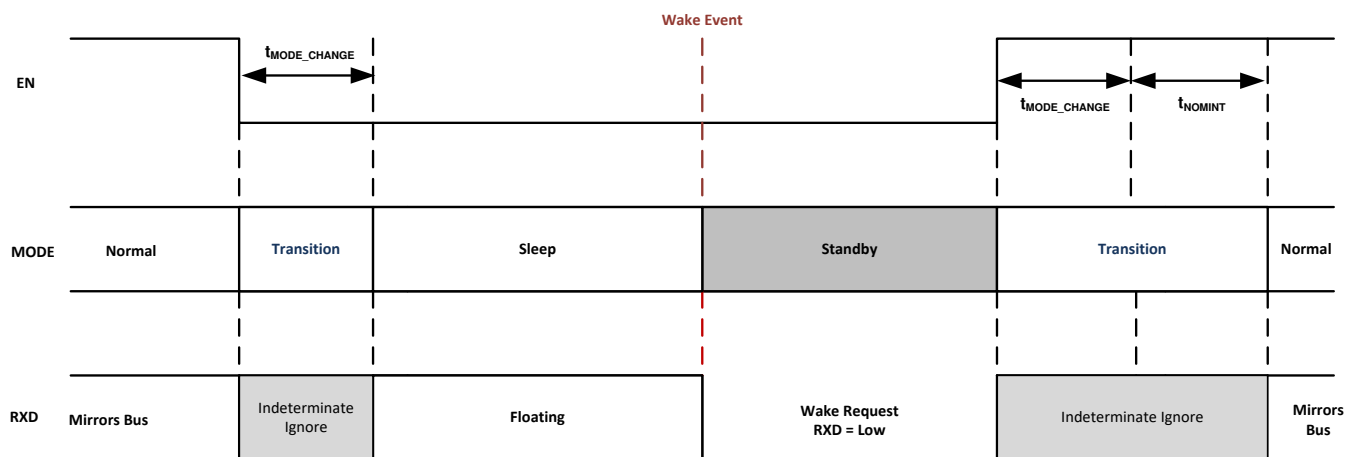 Wake Event
EN
tMODE_CHANGE
tMODE_CHANGE
tNOMINT
MODE
Normal
Transition
Sleep
Standby
Transition
Normal
RXD
Mirrors Bus
Indeterminate
Ignore
Floating
Wake Request
RXD = Low
Indeterminate Ignore
Mirrors
Bus